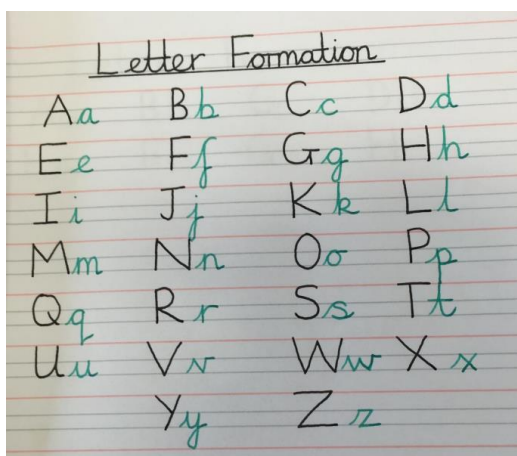 Letter Formation
Aa Bb Cc Dd
Ee Ff Gg Hh
Ii Jj Kk Ll
Mm Nn Oo Pp
Qq Rr Ss Tt
Uu Vv Ww Xx
Yy Zz